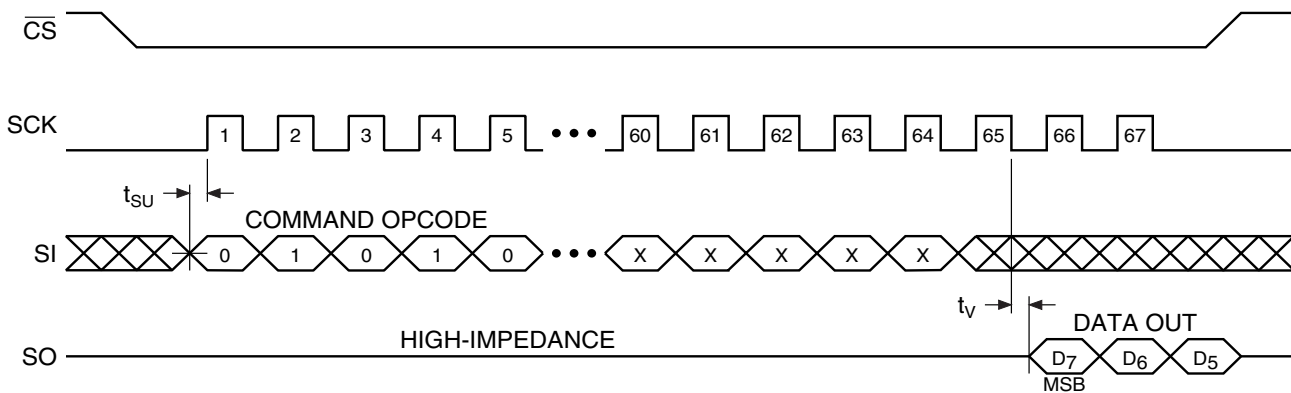 CS
SCK 1 2 3 4 5 ••• 60 61 62 63 64 65 66 67
tSU
COMMAND OPCODE
SI 0 1 0 1 0 ••• X X X X X
tV
HIGH-IMPEDANCE DATA OUT
SO D7 D6 D5
MSB